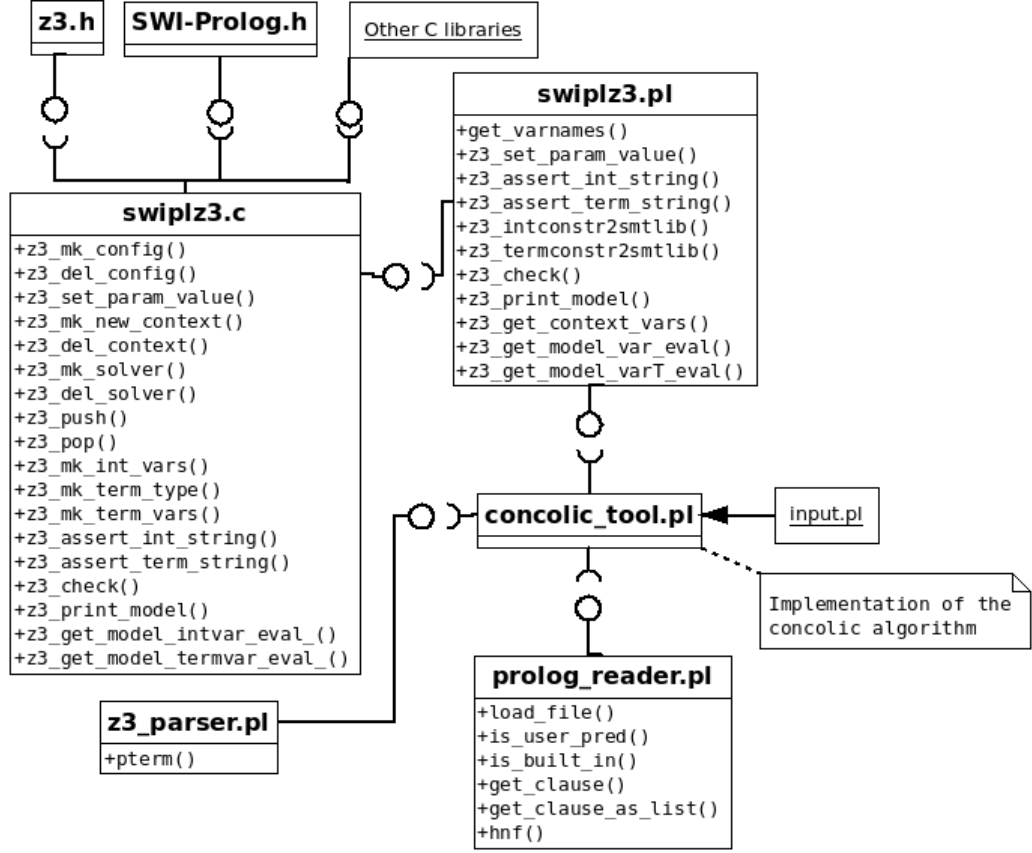 z3.h
SWI-Prolog.h
Other C libraries
swiplz3.pl
+get_varnames()
+z3_set_param_value()
+z3_assert_int_string()
+z3_assert_term_string()
+z3_intconstr2smtlib()
+z3_termconstr2smtlib()
+z3_check()
+z3_print_model()
+z3_get_context_vars()
+z3_get_model_var_eval()
+z3_get_model_varT_eval()
swiplz3.c
+z3_mk_config()
+z3_del_config()
+z3_set_param_value()
+z3_mk_new_context()
+z3_del_context()
+z3_mk_solver()
+z3_del_solver()
+z3_push()
+z3_pop()
+z3_mk_int_vars()
+z3_mk_term_type()
+z3_mk_term_vars()
+z3_assert_int_string()
+z3_assert_term_string()
+z3_check()
+z3_print_model()
+z3_get_model_intvar_eval_()
+z3_get_model_termvar_eval_()
concolic_tool.pl
input.pl
Implementation of the
concolic algorithm
z3_parser.pl
+pterm()
prolog_reader.pl
+load_file()
+is_user_pred()
+is_built_in()
+get_clause()
+get_clause_as_list()
+hnf()